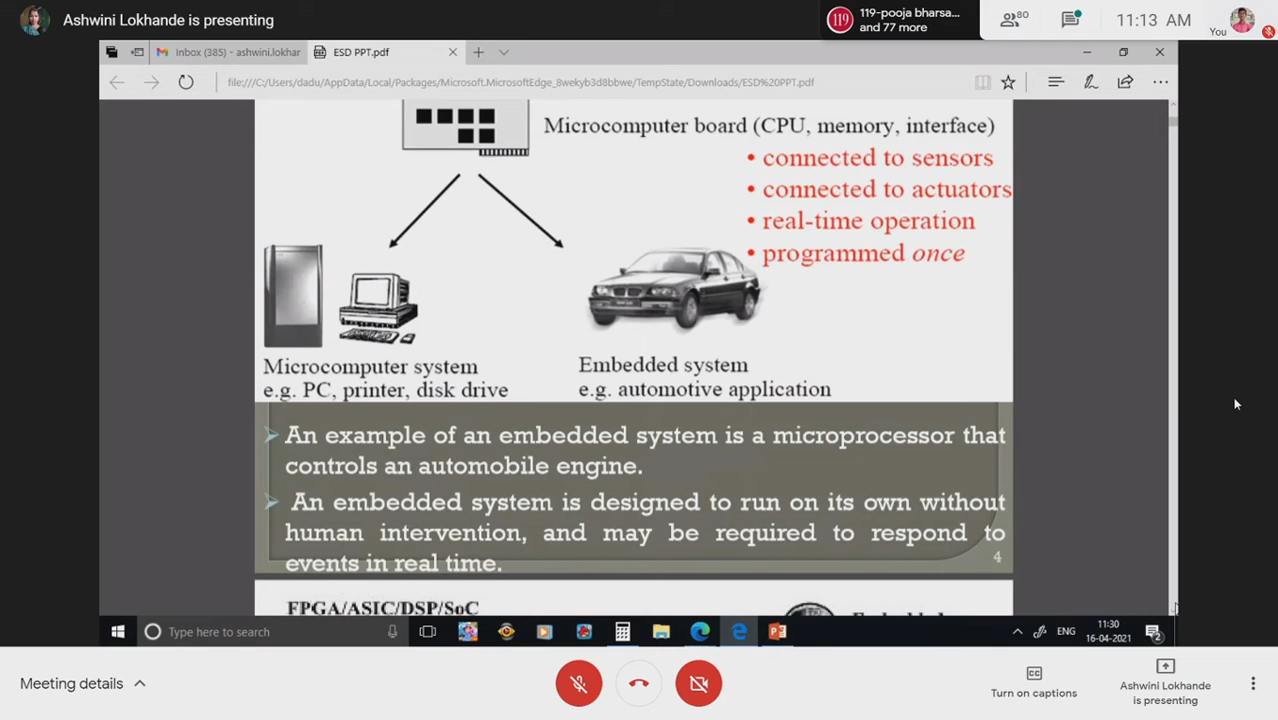 Ashwini Lokhande is presenting
119
119-pooja bharsa...
and 77 more
80
11:13 AM
You
Inbox (385) - ashwini.lokhar
ESD PPT.pdf
file:///C:/Users/dadu/AppData/Local/Packages/Microsoft.MicrosoftEdge_8wekyb3d8bbwe/TempState/Downloads/ESD%20PPT.pdf
Microcomputer board (CPU, memory, interface)
• connected to sensors
• connected to actuators
• real-time operation
• programmed once
Microcomputer system
e.g. PC, printer, disk drive
Embedded system
e.g. automotive application
An example of an embedded system is a microprocessor that
controls an automobile engine.
An embedded system is designed to run on its own without
human intervention, and may be required to respond to
events in real time.
4
FPGA/ASIC/DSP/SoC
Type here to search
ENG
11:30
16-04-2021
2
Meeting details
CC
Turn on captions
Ashwini Lokhande
is presenting